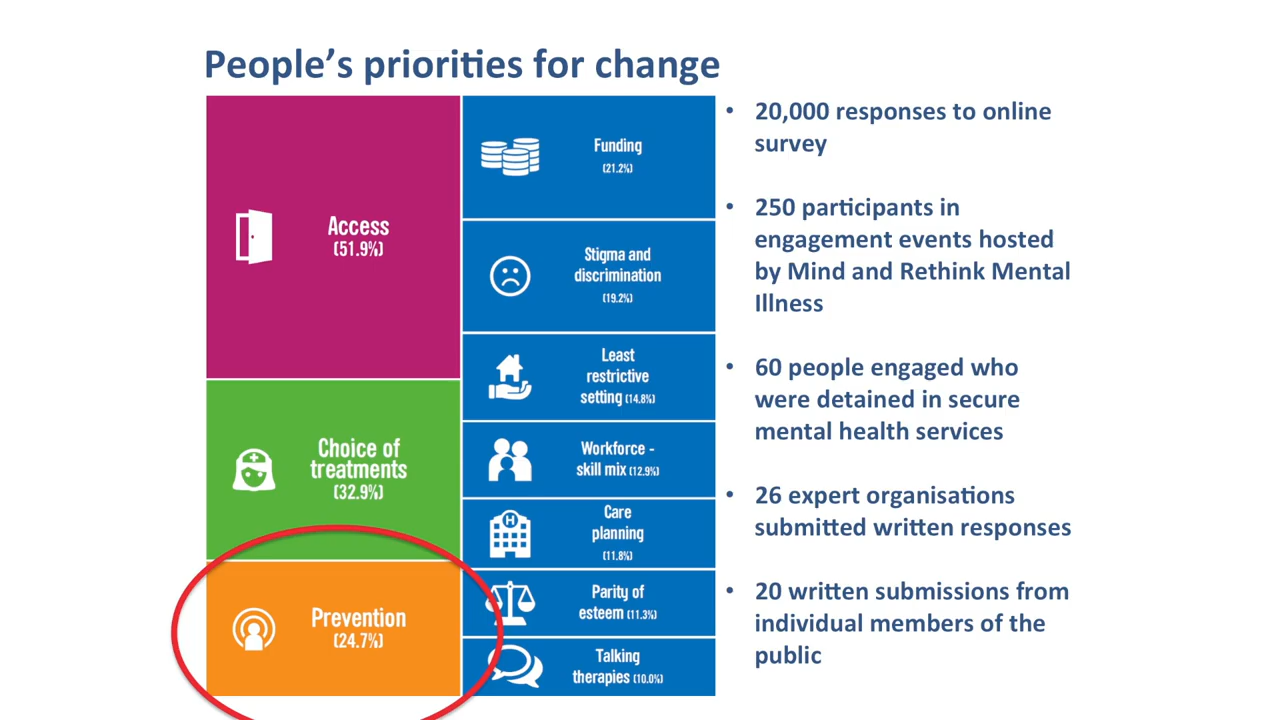 People's priorities for change
Access
(51.9%)
Choice of
treatments
(32.9%)
Prevention
(24.7%)
Funding
(21.2%)
Stigma and
discrimination
(19.2%)
Least
restrictive
setting (14.8%)
Workforce -
skill mix (12.9%)
H
Care
planning
(11.8%)
Parity of
esteem (11.3%)
Talking
therapies (10.0%)
• 20,000 responses to online
survey
• 250 participants in
engagement events hosted
by Mind and Rethink Mental
Illness
• 60 people engaged who
were detained in secure
mental health services
• 26 expert organisations
submitted written responses
• 20 written submissions from
individual members of the
public